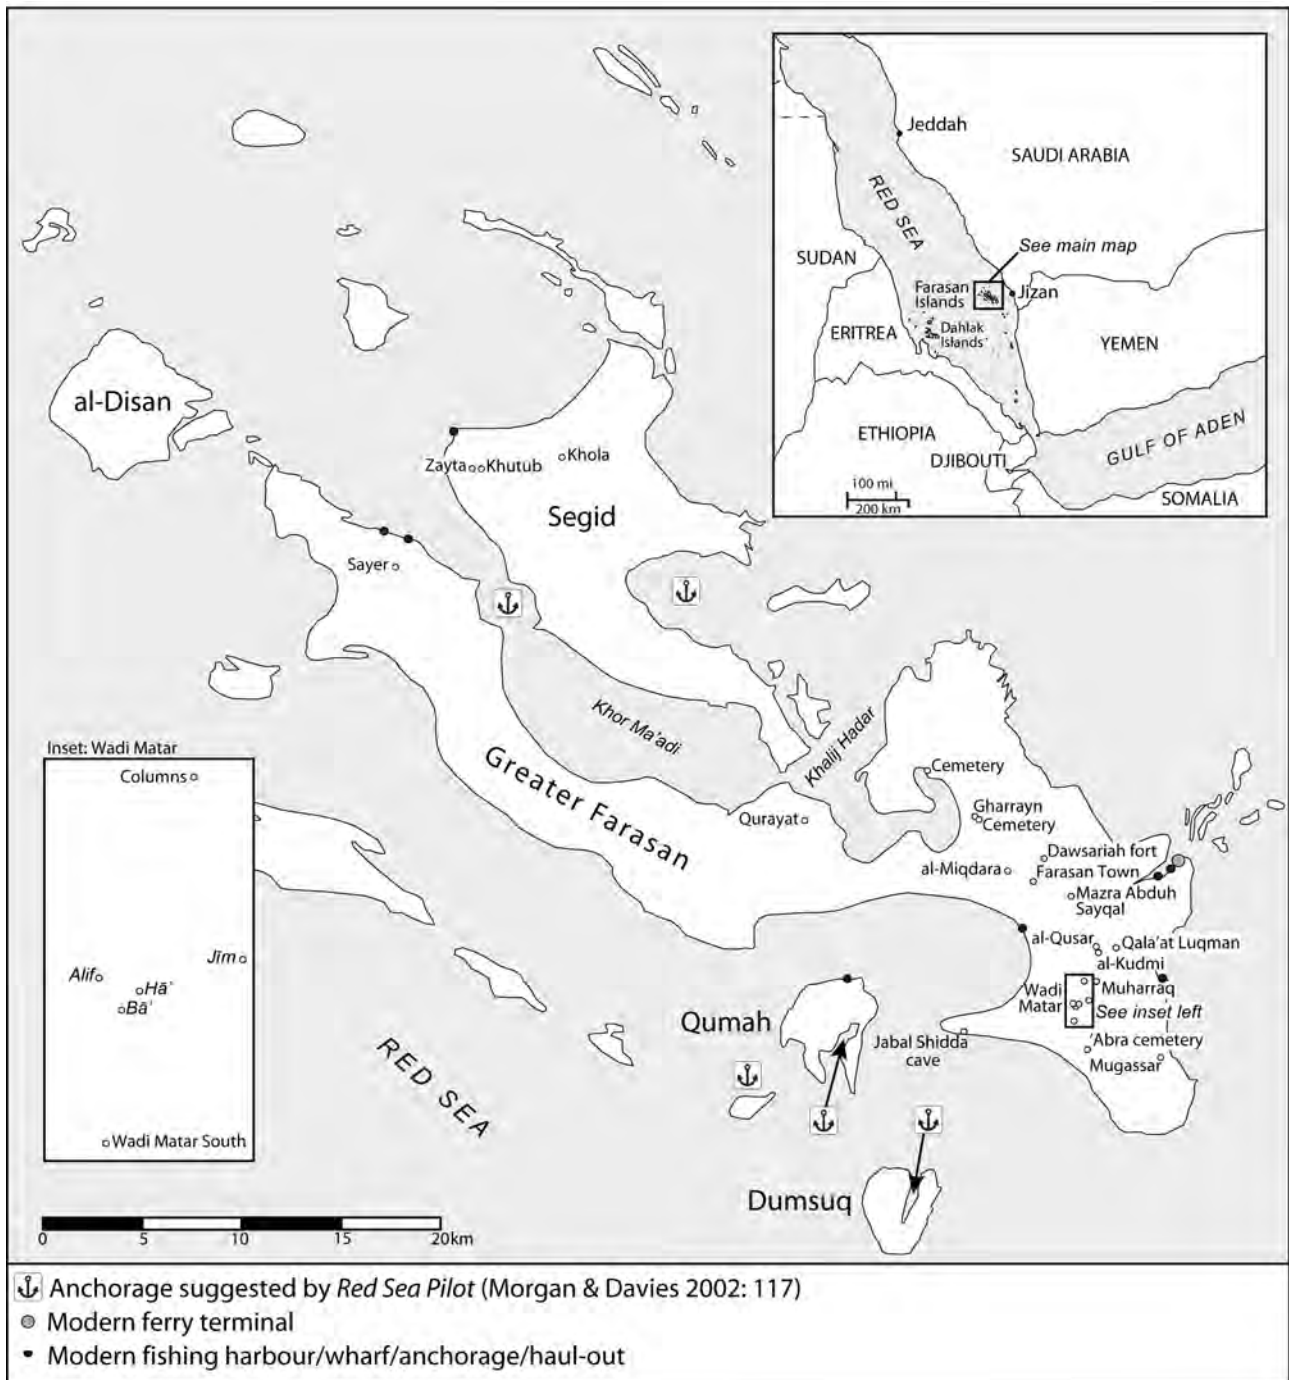 Jeddah
SAUDI ARABIA
RED SEA
See main map
SUDAN
Farasan
Islands
Jizan
Dahlak
Islands
ERITREA
YEMEN
ETHIOPIA
DJIBOUTI
GULF OF ADEN
SOMALIA
100 mi
200 km
al-Disan
Zayta
Khutub
Khola
Segid
Sayer
Khor Ma'adi
Khalij Hadar
Greater Farasan
Cemetery
Gharrayn
Cemetery
Qurayat
Dawsariah fort
al-Miqdara
Farasan Town
Mazra Abduh
Sayqal
al-Qusar
Qala'at Luqman
al-Kudmi
Wadi
Matar
Muharraq
See inset left
'Abra cemetery
Mugassar
Jabal Shidda
cave
Qumah
Dumsuq
RED SEA
Inset: Wadi Matar
Columns
Jīm
Alif
Hāʾ
Bāʾ
Wadi Matar South
0 5 10 15 20km
Anchorage suggested by Red Sea Pilot (Morgan & Davies 2002: 117)
Modern ferry terminal
Modern fishing harbour/wharf/anchorage/haul-out